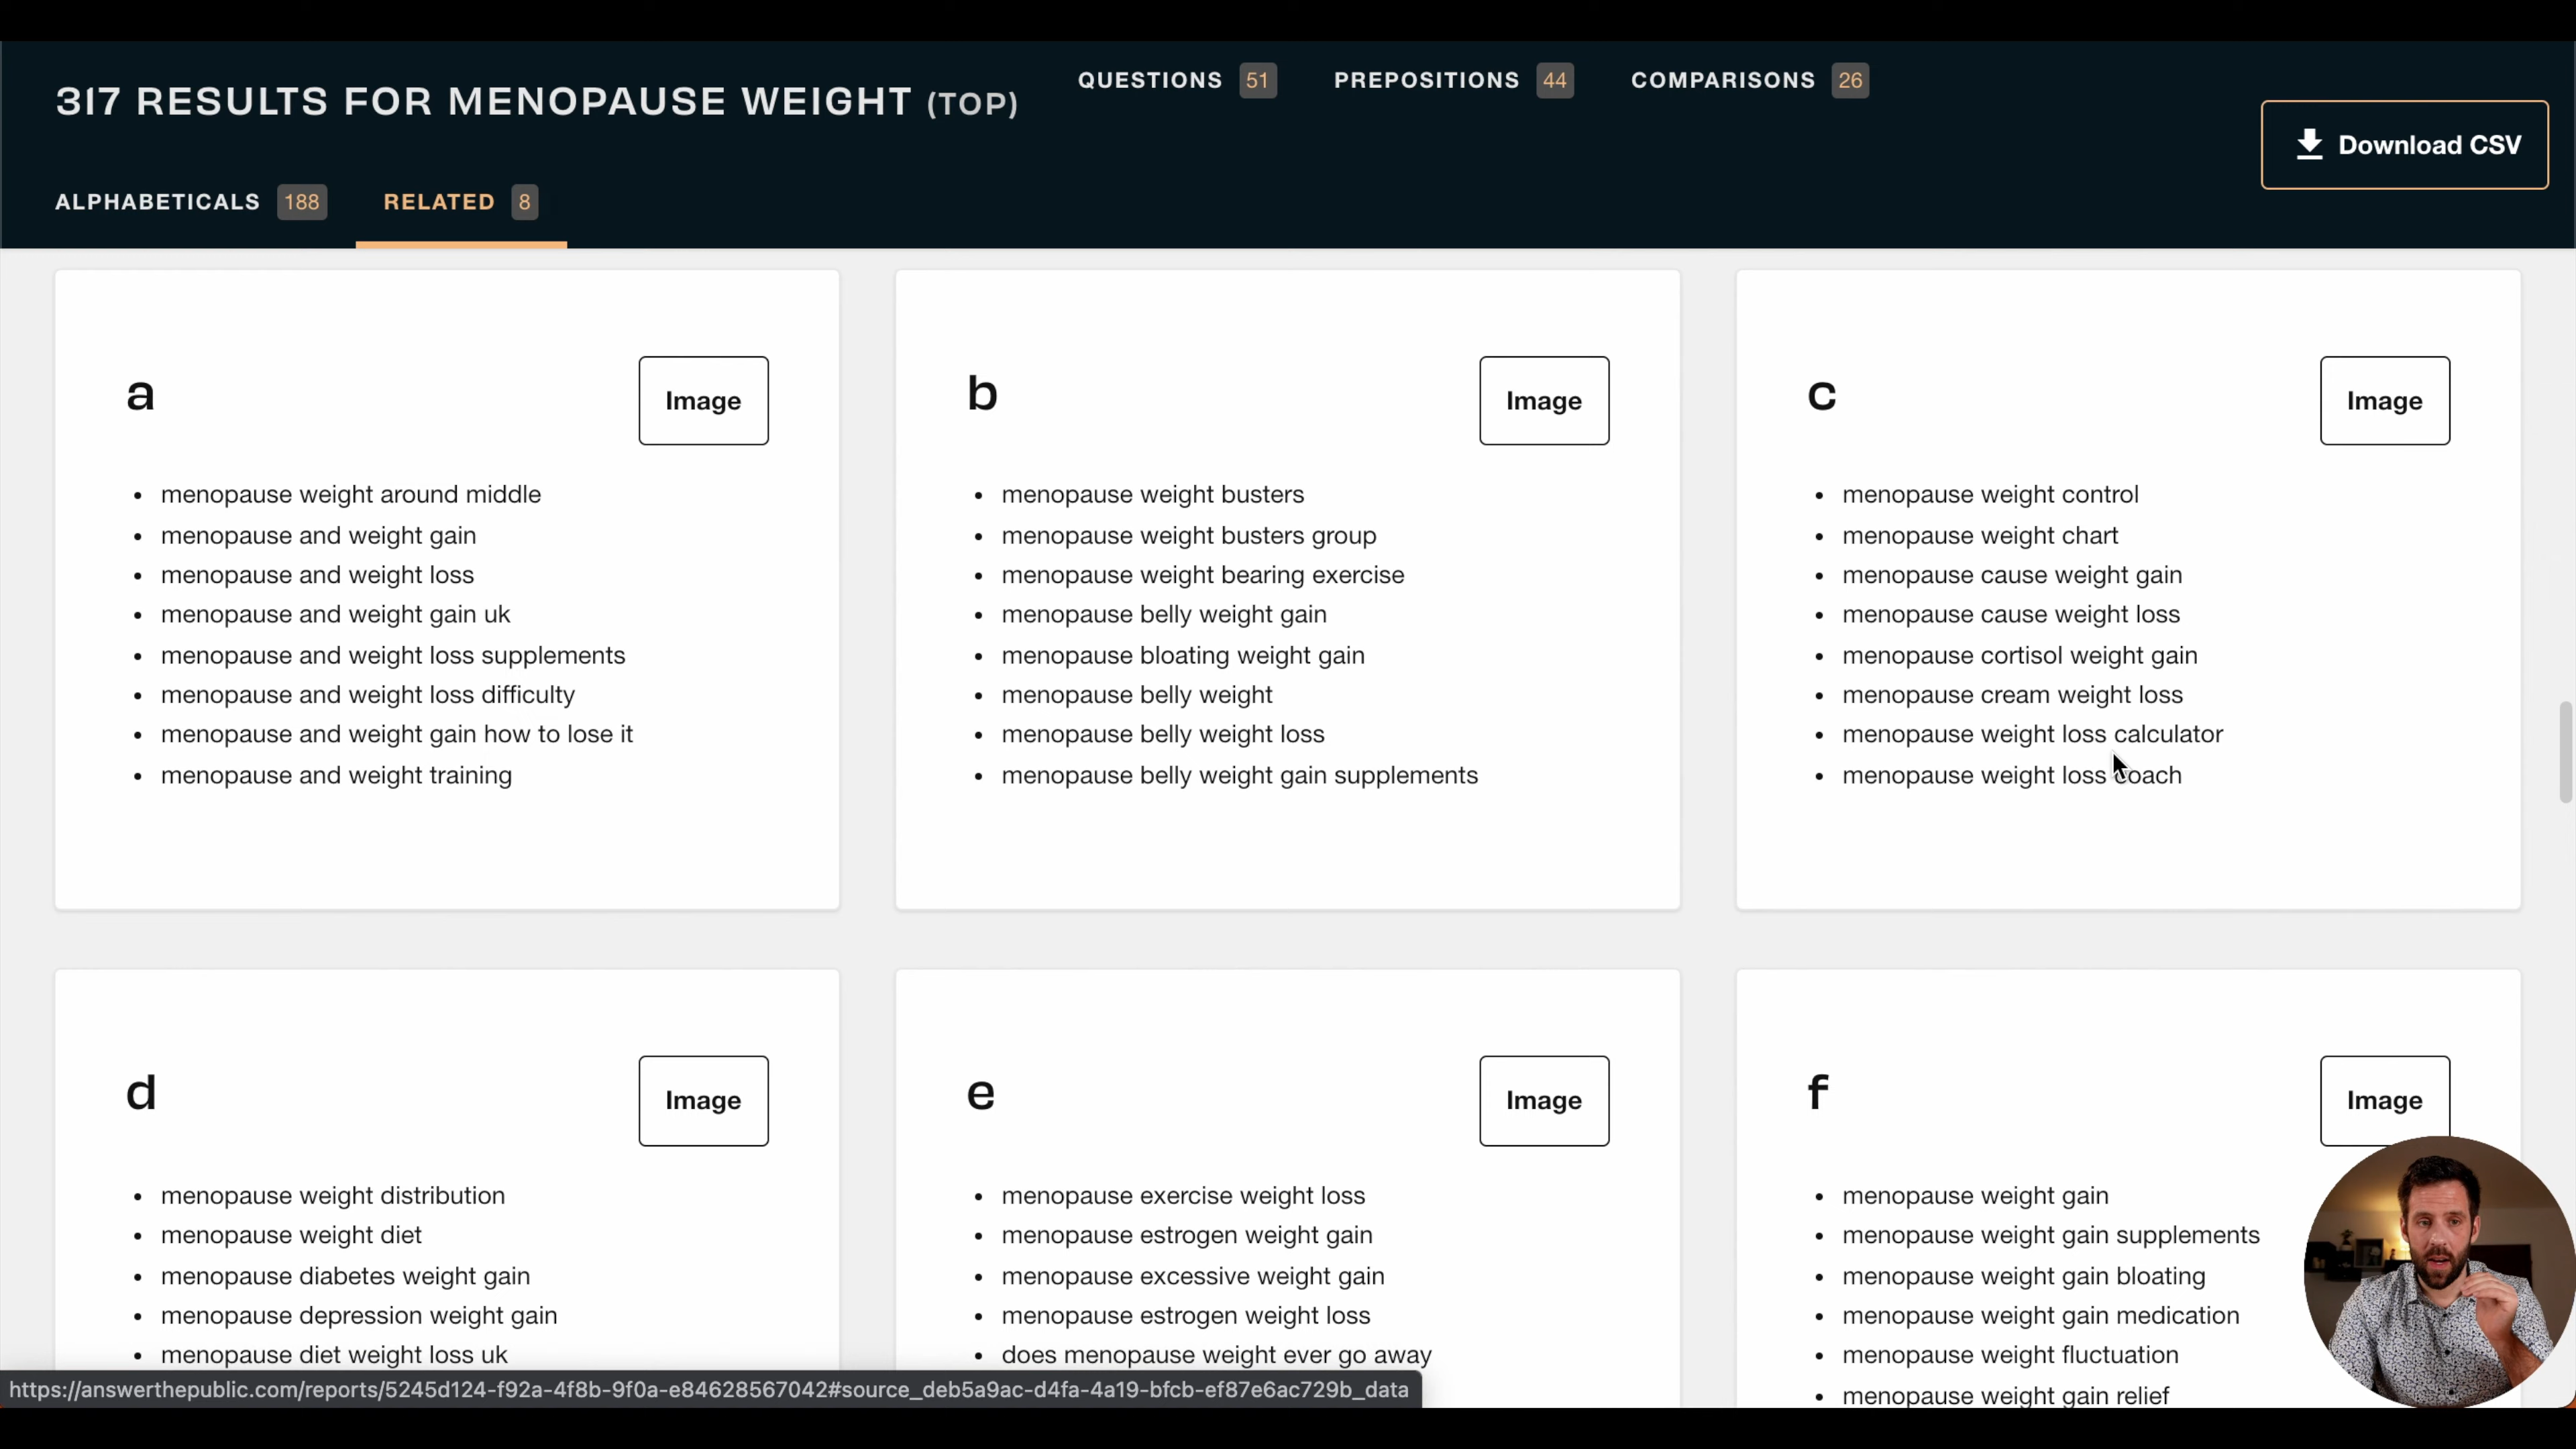 317 RESULTS FOR MENOPAUSE WEIGHT (TOP)
QUESTIONS 51
PREPOSITIONS 44
COMPARISONS 26
Download CSV
ALPHABETICALS 188
RELATED 8
a
Image
menopause weight around middle
menopause and weight gain
menopause and weight loss
menopause and weight gain uk
menopause and weight loss supplements
menopause and weight loss difficulty
menopause and weight gain how to lose it
menopause and weight training
b
Image
menopause weight busters
menopause weight busters group
menopause weight bearing exercise
menopause belly weight gain
menopause bloating weight gain
menopause belly weight
menopause belly weight loss
menopause belly weight gain supplements
c
Image
menopause weight control
menopause weight chart
menopause cause weight gain
menopause cause weight loss
menopause cortisol weight gain
menopause cream weight loss
menopause weight loss calculator
menopause weight loss coach
d
Image
menopause weight distribution
menopause weight diet
menopause diabetes weight gain
menopause depression weight gain
menopause diet weight loss uk
e
Image
menopause exercise weight loss
menopause estrogen weight gain
menopause excessive weight gain
menopause estrogen weight loss
does menopause weight ever go away
f
Image
menopause weight gain
menopause weight gain supplements
menopause weight gain bloating
menopause weight gain medication
menopause weight fluctuation
menopause weight gain relief
https://answerthepublic.com/reports/5245d124-f92a-4f8b-9f0a-e84628567042#source_deb5a9ac-d4fa-4a19-bfcb-ef87e6ac729b_data